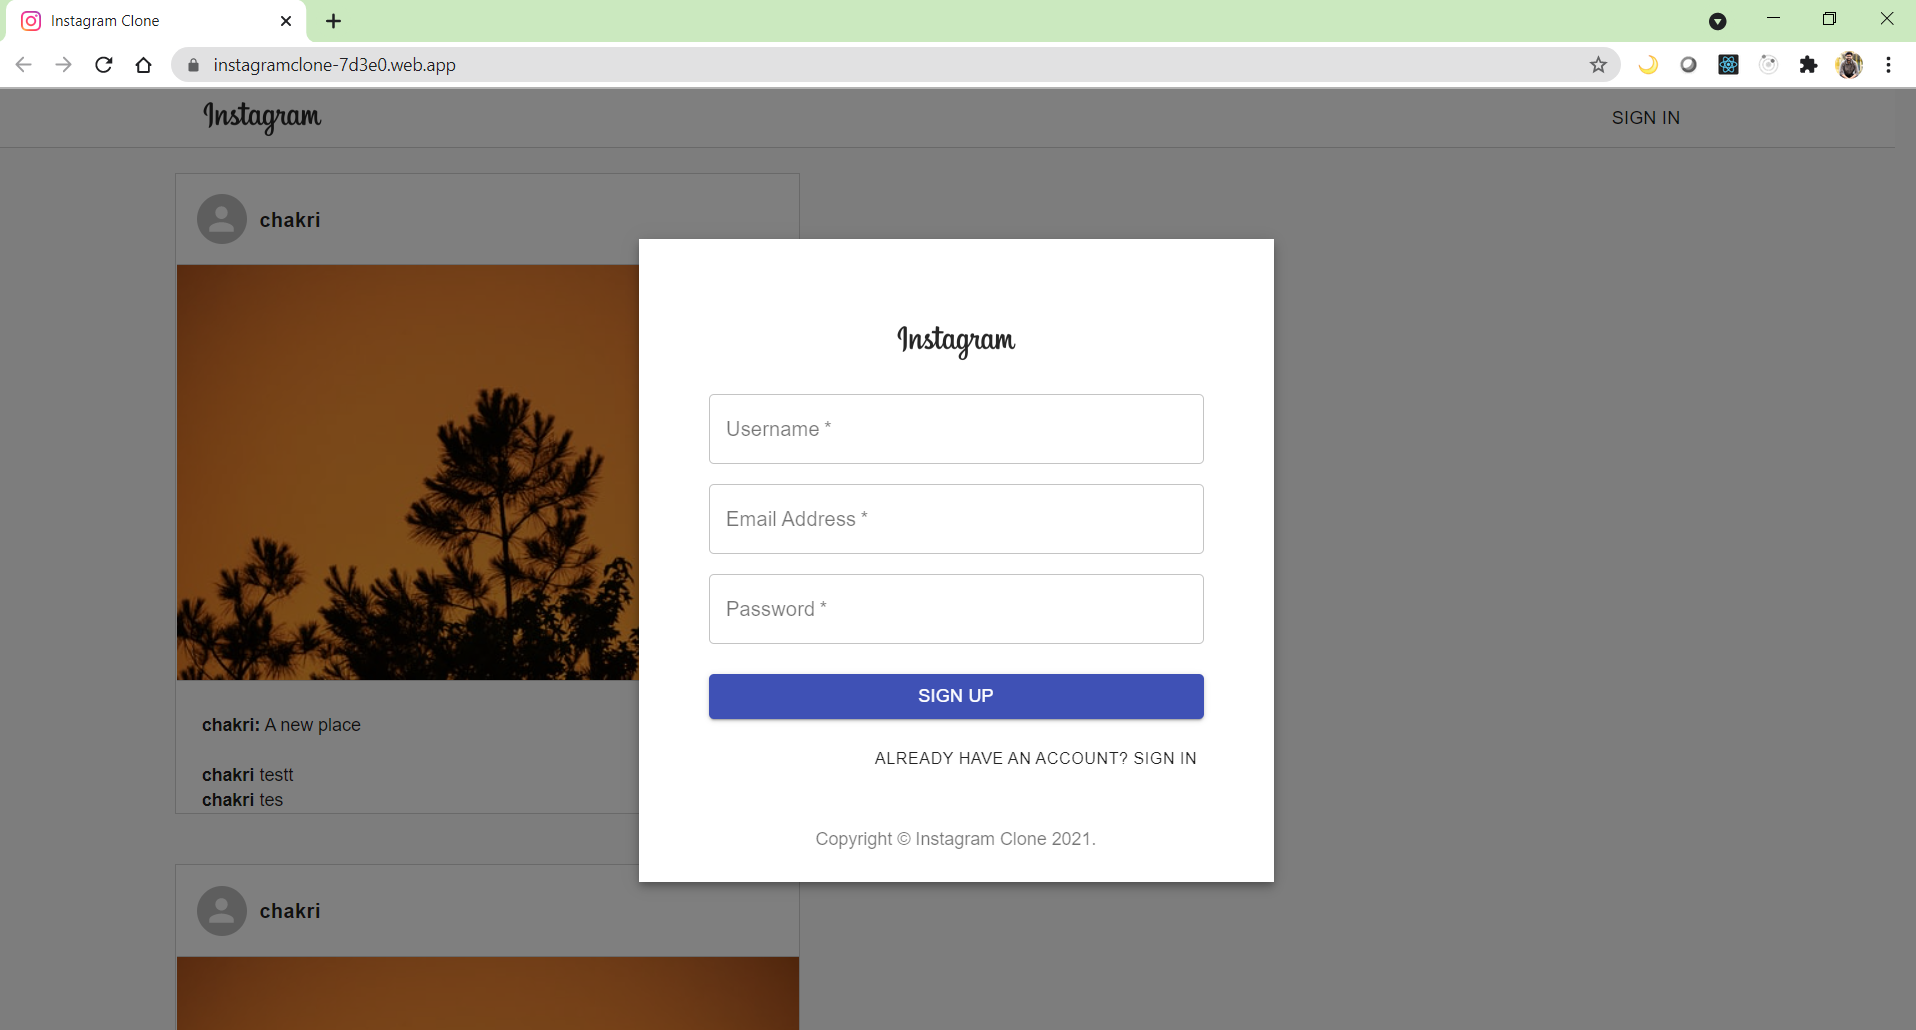 Instagram Clone
instagramclone-7d3e0.web.app
Instagram
SIGN IN
chakri
chakri: A new place
chakri testt
chakri tes
chakri
Instagram
Username *
Email Address *
Password *
SIGN UP
ALREADY HAVE AN ACCOUNT? SIGN IN
Copyright © Instagram Clone 2021.